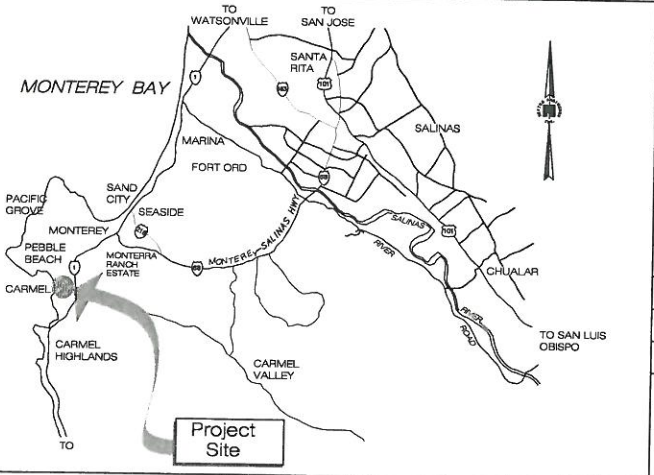 TO
WATSONVILLE
TO
SAN JOSE
SANTA
RITA
1
101
183
MONTEREY BAY
SALINAS
MARINA
FORT ORD
68
SAND
CITY
PACIFIC
GROVE
SEASIDE
MONTEREY
218
MONTEREY-SALINAS HWY
SALINAS
RIVER
101
PEBBLE
BEACH
MONTERRA
RANCH
ESTATE
1
68
CHUALAR
CARMEL
RIVER
ROAD
TO SAN LUIS
OBISPO
CARMEL
HIGHLANDS
CARMEL
VALLEY
Project
Site
TO